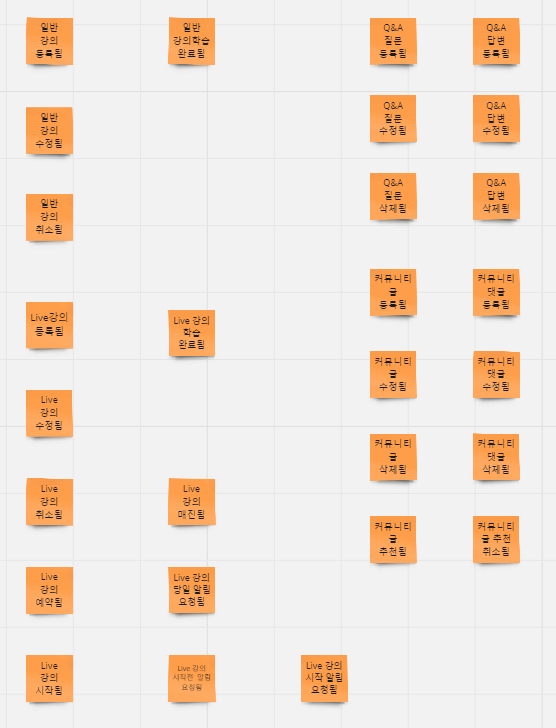 일반
강의
등록됨
일반
강의학습
완료됨
Q&A
질문
등록됨
Q&A
답변
등록됨
일반
강의
수정됨
Q&A
질문
수정됨
Q&A
답변
수정됨
일반
강의
취소됨
Q&A
질문
삭제됨
Q&A
답변
삭제됨
Live강의
등록됨
Live 강의
학습
완료됨
커뮤니티
글
등록됨
커뮤니티
댓글
등록됨
Live
강의
수정됨
커뮤니티
글
수정됨
커뮤니티
댓글
수정됨
Live
강의
취소됨
Live
강의
매진됨
커뮤니티
글
삭제됨
커뮤니티
댓글
삭제됨
Live
강의
예약됨
Live 강의
당일 알림
요청됨
커뮤니티
글
추천됨
커뮤니티
글 추천
취소됨
Live
강의
시작됨
Live 강의
시작전 알림
요청됨
Live 강의
시작 알림
요청됨